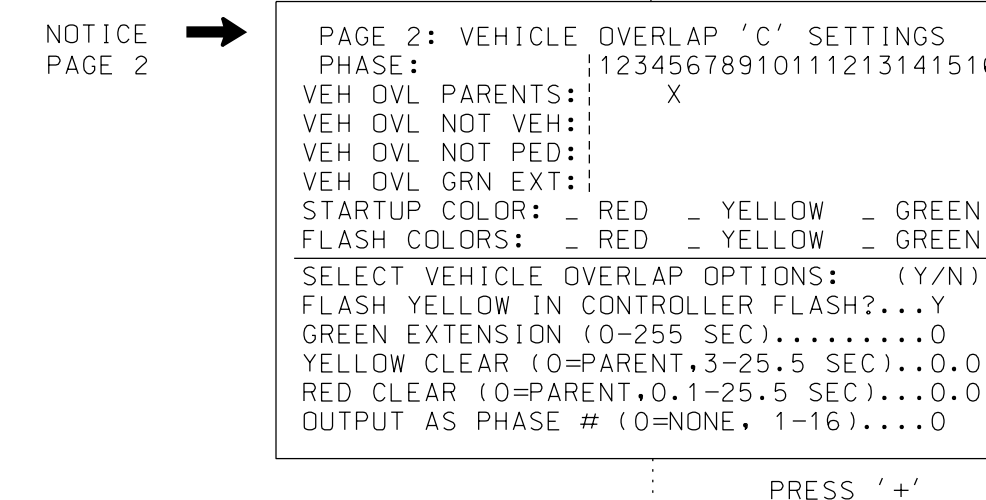 NOTICE
PAGE 2
PAGE 2: VEHICLE OVERLAP 'C' SETTINGS
PHASE: |12345678910111213141516
VEH OVL PARENTS:| X
VEH OVL NOT VEH:|
VEH OVL NOT PED:|
VEH OVL GRN EXT:|
STARTUP COLOR: _ RED _ YELLOW _ GREEN
FLASH COLORS: _ RED _ YELLOW _ GREEN
SELECT VEHICLE OVERLAP OPTIONS: (Y/N)
FLASH YELLOW IN CONTROLLER FLASH?...Y
GREEN EXTENSION (0-255 SEC).........0
YELLOW CLEAR (0=PARENT,3-25.5 SEC)..0.0
RED CLEAR (0=PARENT,0.1-25.5 SEC)...0.0
OUTPUT AS PHASE # (0=NONE, 1-16)....0
PRESS '+'